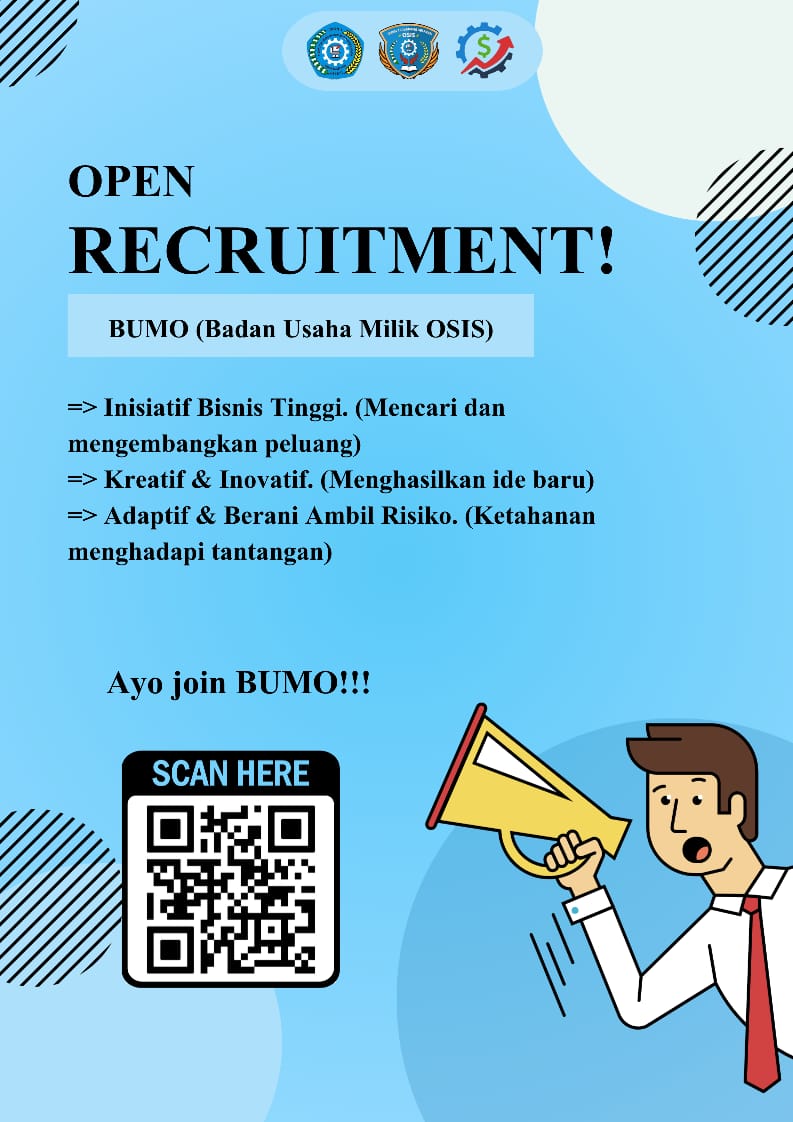 OSIS
OPEN
RECRUITMENT!
BUMO (Badan Usaha Milik OSIS)
=> Inisiatif Bisnis Tinggi. (Mencari dan
mengembangkan peluang)
=> Kreatif & Inovatif. (Menghasilkan ide baru)
=> Adaptif & Berani Ambil Risiko. (Ketahanan
menghadapi tantangan)
Ayo join BUMO!!!
SCAN HERE